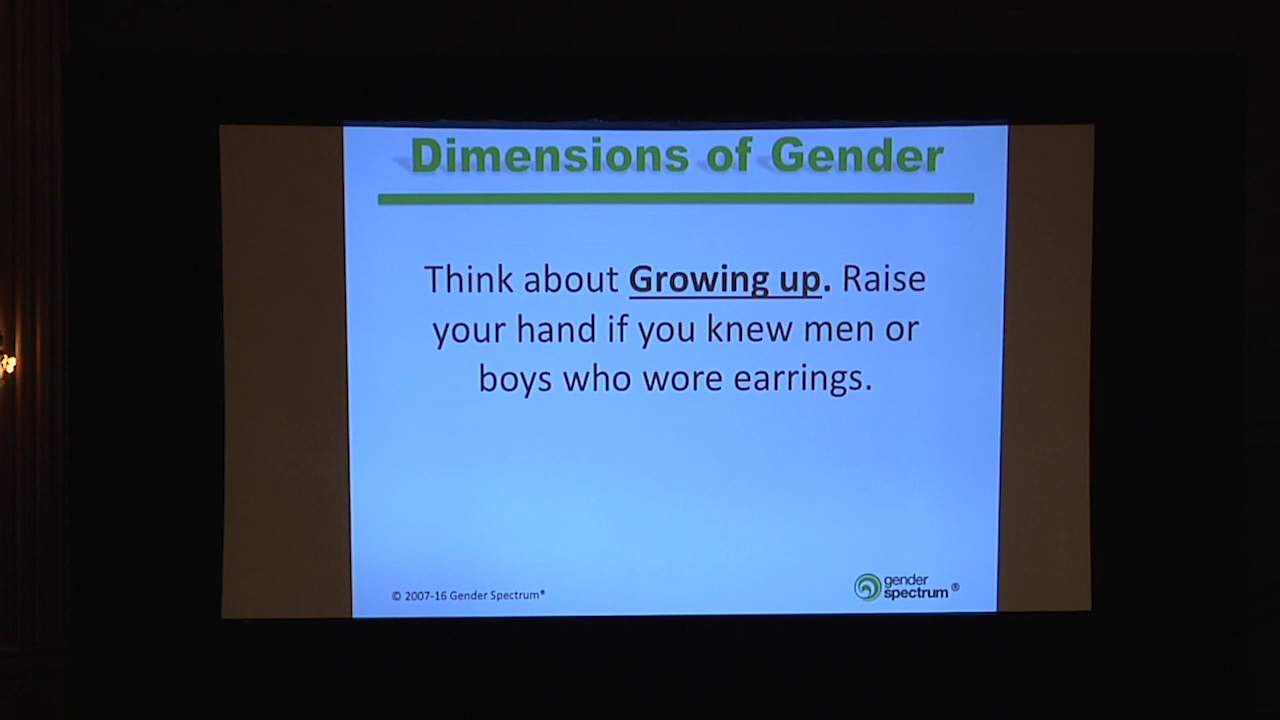 Dimensions of Gender
Think about Growing up. Raise
your hand if you knew men or
boys who wore earrings.
© 2007-16 Gender Spectrum®
gender
spectrum ®